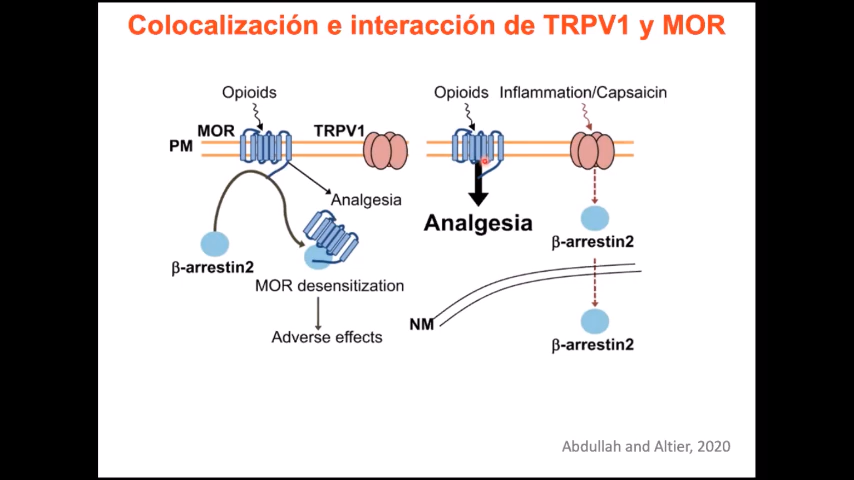 Colocalización e interacción de TRPV1 y MOR
Opioids
MOR
TRPV1
PM
Analgesia
β-arrestin2
MOR desensitization
Adverse effects
Opioids
Inflammation/Capsaicin
Analgesia
β-arrestin2
NM
β-arrestin2
Abdullah and Altier, 2020